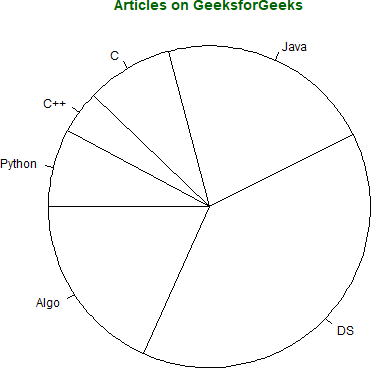 Articles on GeeksforGeeks
Java
C
C++
Python
Algo
DS